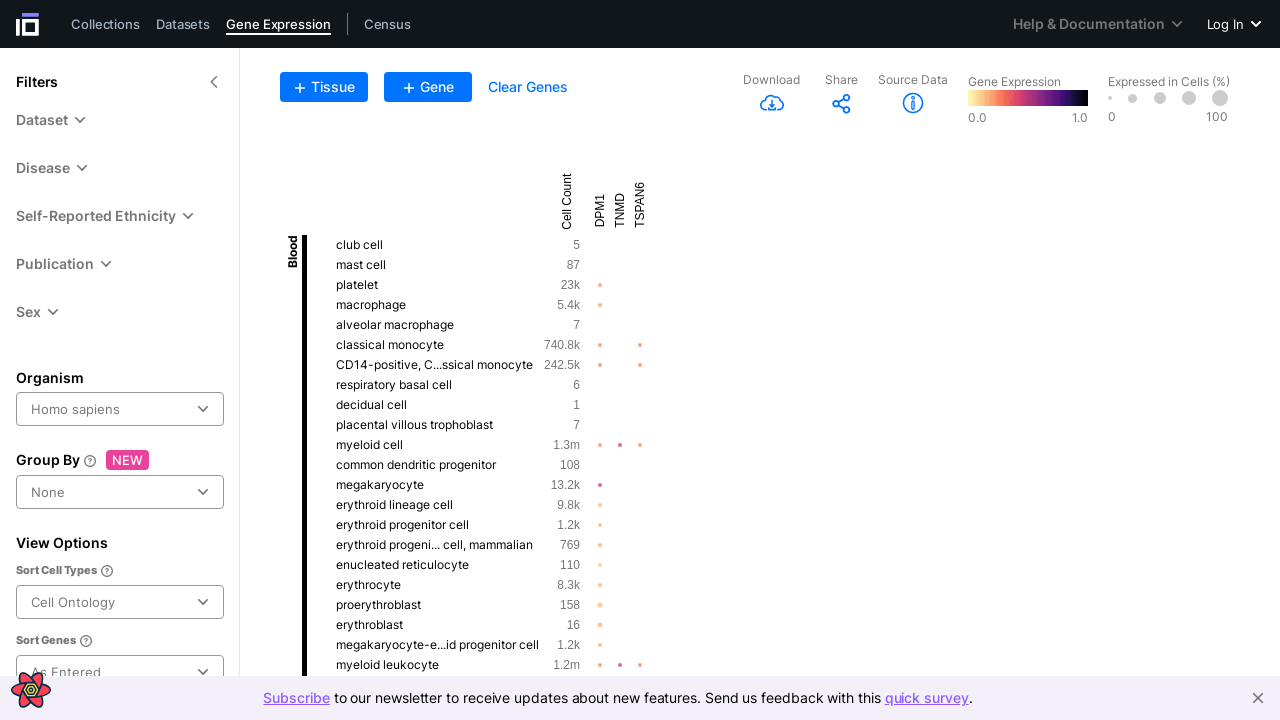 Collections Datasets Gene Expression Census Help & Documentation Log In
Filters
Dataset
Disease
Self-Reported Ethnicity
Publication
Sex
Organism
Homo sapiens
Group By NEW
None
View Options
Sort Cell Types
Cell Ontology
Sort Genes
As Entered
+ Tissue + Gene Clear Genes
Download Share Source Data
Gene Expression
0.0 1.0
Expressed in Cells (%)
0 100
Cell Count DPM1 TNMD TSPAN6
Blood
club cell 5
mast cell 87
platelet 23k
macrophage 5.4k
alveolar macrophage 7
classical monocyte 740.8k
CD14-positive, C...ssical monocyte 242.5k
respiratory basal cell 6
decidual cell 1
placental villous trophoblast 7
myeloid cell 1.3m
common dendritic progenitor 108
megakaryocyte 13.2k
erythroid lineage cell 9.8k
erythroid progenitor cell 1.2k
erythroid progeni... cell, mammalian 769
enucleated reticulocyte 110
erythrocyte 8.3k
proerythroblast 158
erythroblast 16
megakaryocyte-e...id progenitor cell 1.2k
myeloid leukocyte 1.2m
Subscribe to our newsletter to receive updates about new features. Send us feedback with this quick survey.